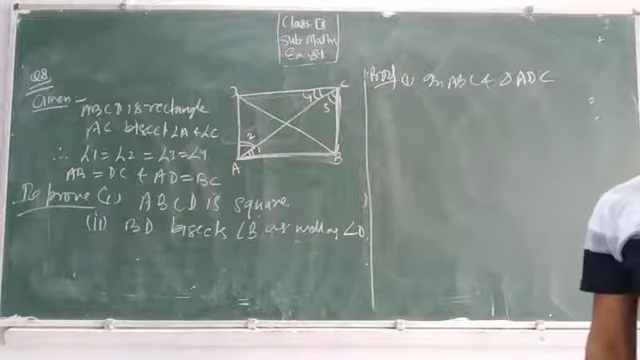 Class IX
Sub Maths
Ex 8.1
Q8
Given - ABCD is rectangle
AC bisect ∠A & ∠C
∴ ∠1 = ∠2 = ∠3 = ∠4
AB = DC & AD = BC
To prove (i) ABCD is square
(ii) BD bisects ∠B as well as ∠D
D
C
4
3
2
1
A
B
Proof (i) In ABC & △ADC